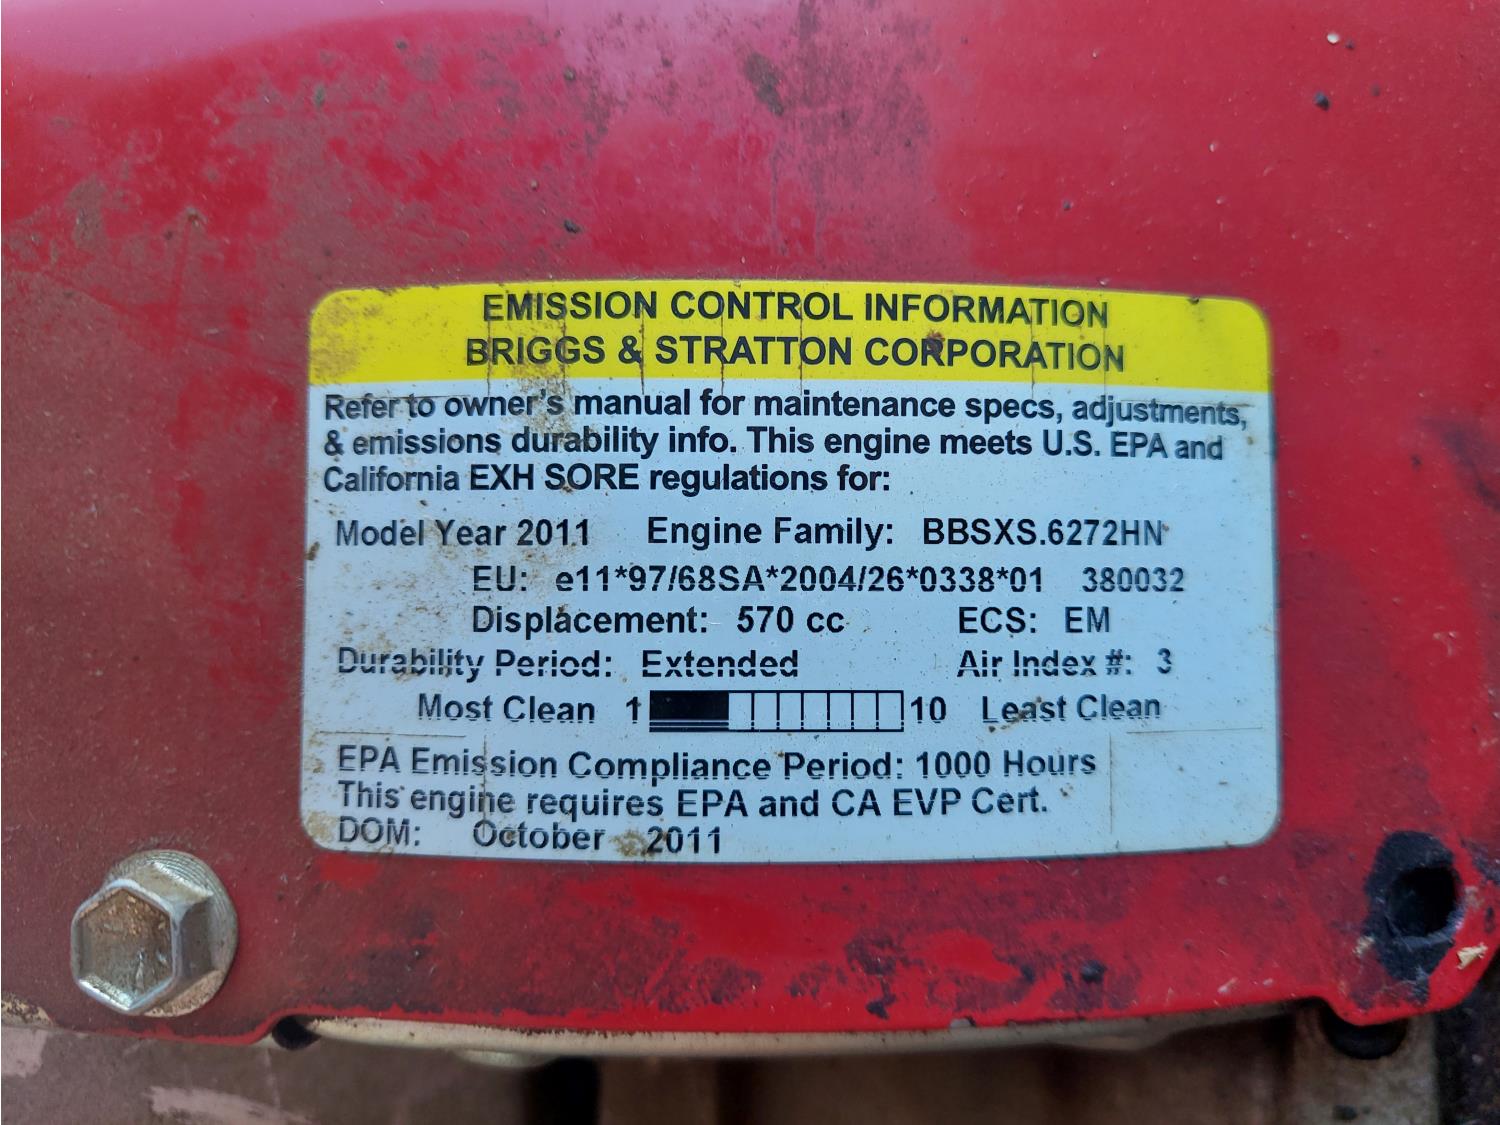 EMISSION CONTROL INFORMATION
BRIGGS & STRATTON CORPORATION
Refer to owner's manual for maintenance specs, adjustments,
& emissions durability info. This engine meets U.S. EPA and
California EXH SORE regulations for:
Model Year 2011 Engine Family: BBSXS.6272HN
EU: e11*97/68SA*2004/26*0338*01 380032
Displacement: 570 cc ECS: EM
Durability Period: Extended Air Index #: 3
Most Clean 1 10 Least Clean
EPA Emission Compliance Period: 1000 Hours
This engine requires EPA and CA EVP Cert.
DOM: October 2011